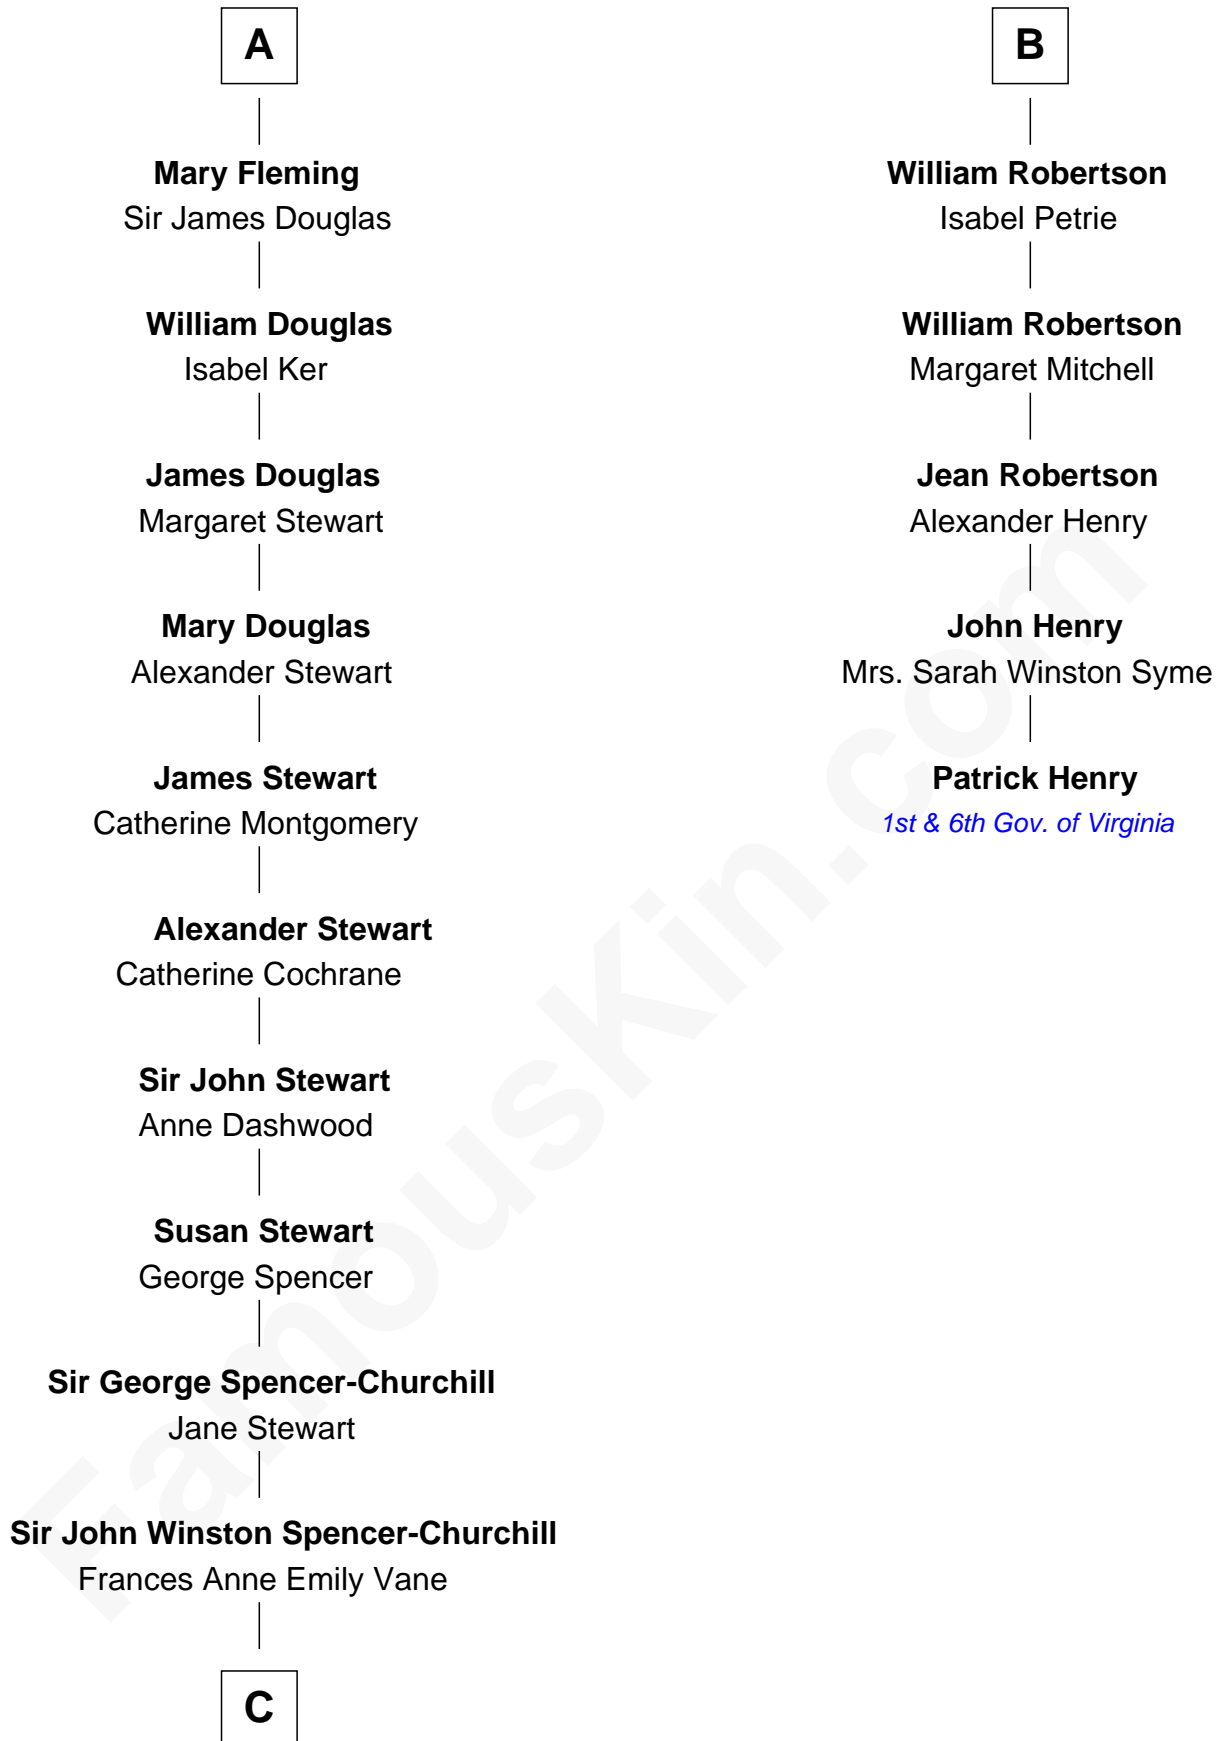 A
Mary Fleming
Sir James Douglas
William Douglas
Isabel Ker
James Douglas
Margaret Stewart
Mary Douglas
Alexander Stewart
James Stewart
Catherine Montgomery
Alexander Stewart
Catherine Cochrane
Sir John Stewart
Anne Dashwood
Susan Stewart
George Spencer
Sir George Spencer-Churchill
Jane Stewart
Sir John Winston Spencer-Churchill
Frances Anne Emily Vane
C
B
William Robertson
Isabel Petrie
William Robertson
Margaret Mitchell
Jean Robertson
Alexander Henry
John Henry
Mrs. Sarah Winston Syme
Patrick Henry
1st & 6th Gov. of Virginia
FamousKin.com